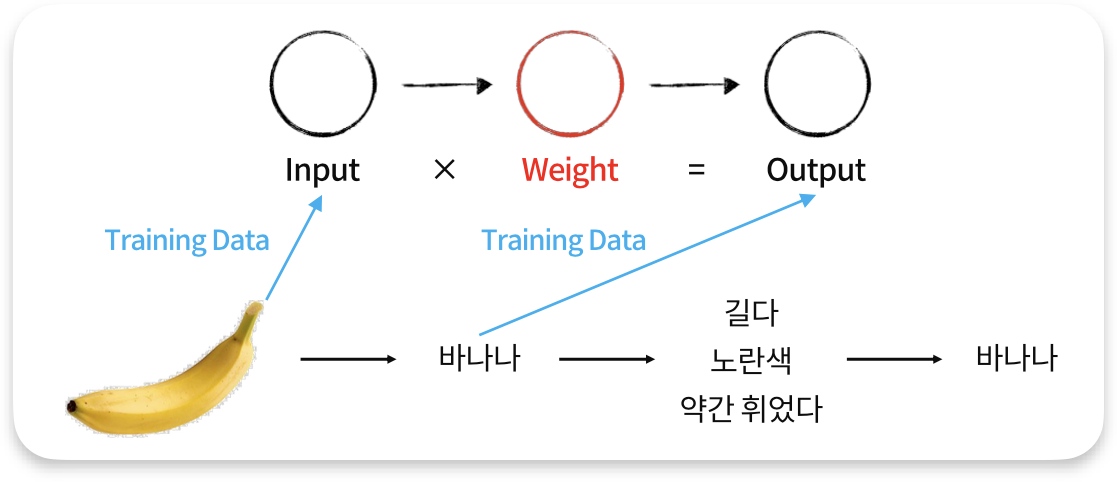 Input × Weight = Output
Training Data
Training Data
길다
바나나
노란색
바나나
약간 휘었다